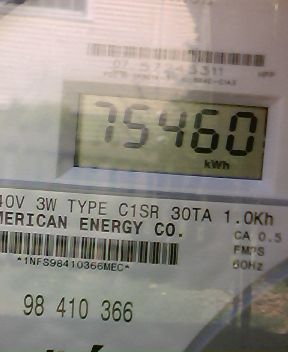 75460
kWh
40V 3W TYPE C1SR 30TA 1.0Kh
MERICAN ENERGY CO.
CA 0.5
FMPS
60Hz
*1NFS98410366MEC*
98 410 366